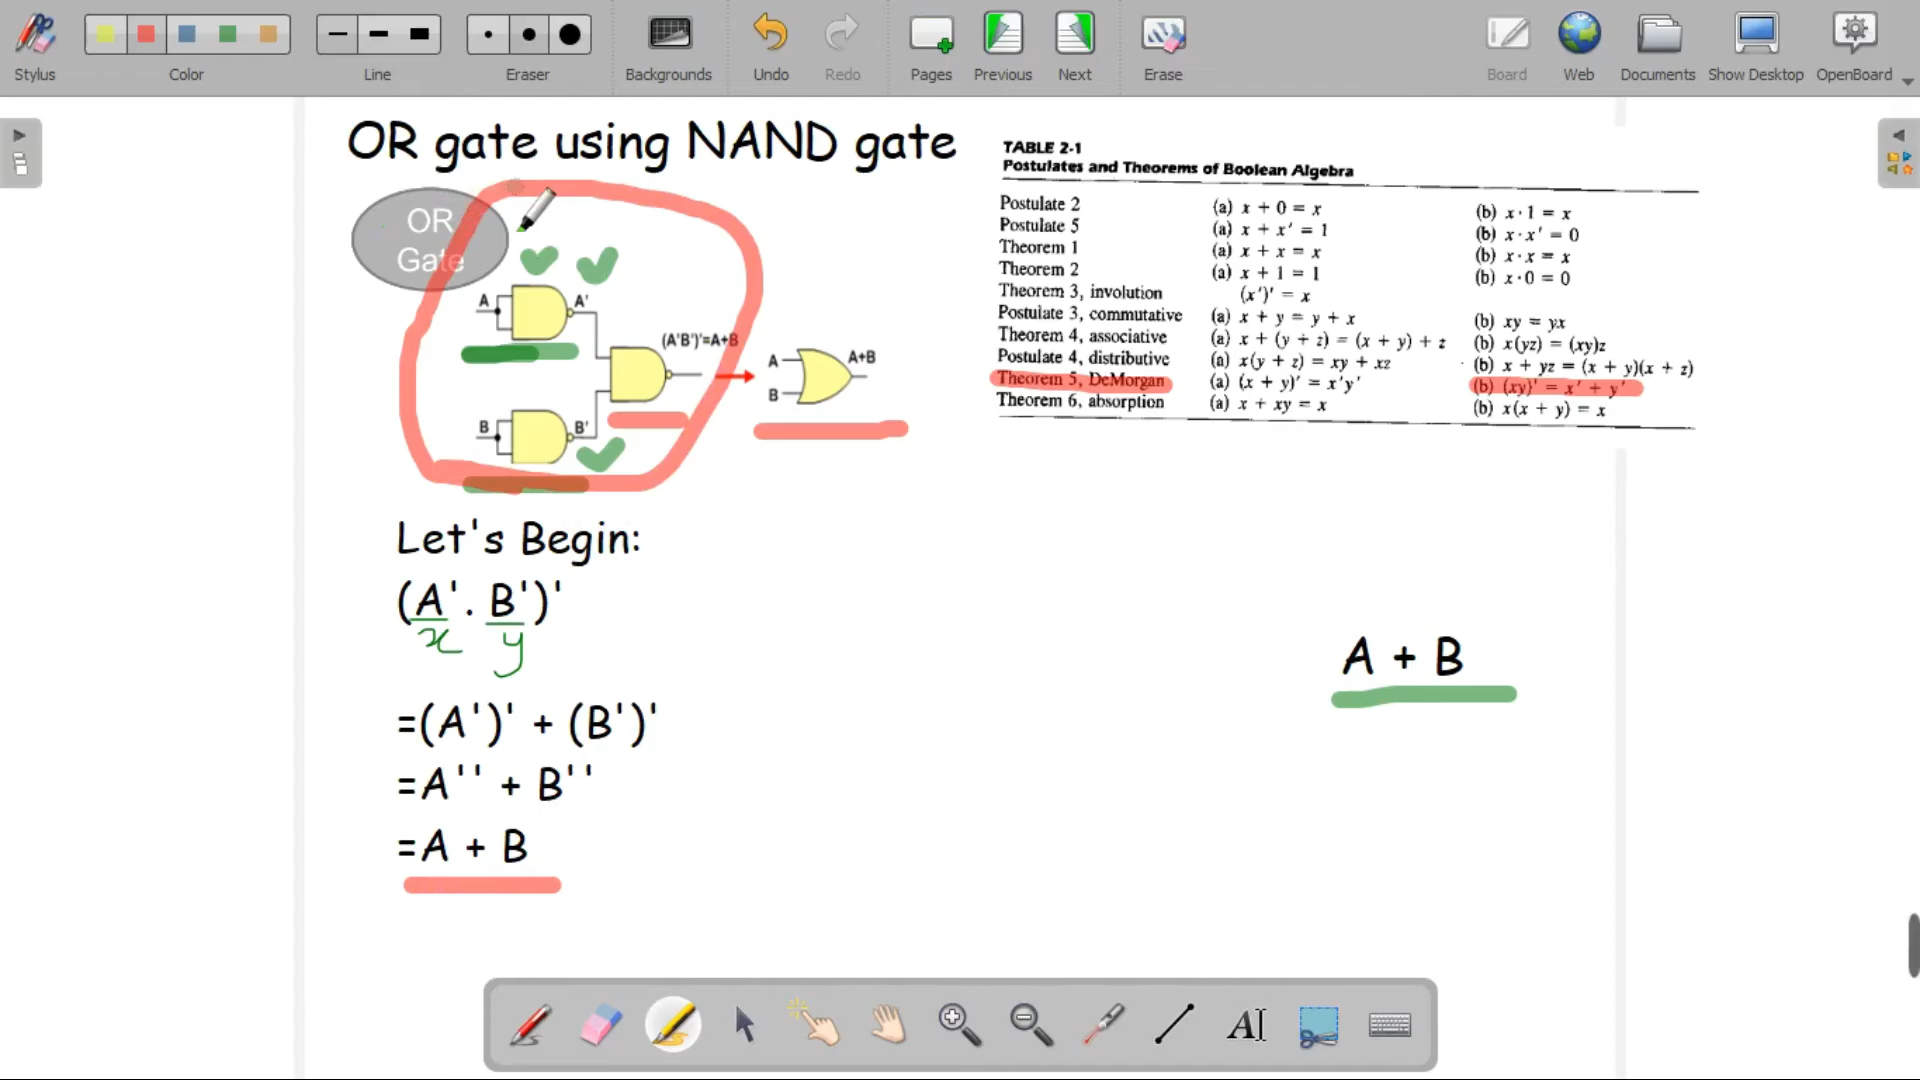 Stylus
Color
Line
Eraser
Backgrounds
Undo
Redo
Pages
Previous
Next
Erase
Board
Web
Documents
Show Desktop
OpenBoard
OR gate using NAND gate
OR
Gate
A
A'
(A'B')'=A+B
B
B'
A
B
A+B
TABLE 2-1
Postulates and Theorems of Boolean Algebra
Postulate 2 (a) x + 0 = x (b) x · 1 = x
Postulate 5 (a) x + x' = 1 (b) x · x' = 0
Theorem 1 (a) x + x = x (b) x · x = x
Theorem 2 (a) x + 1 = 1 (b) x · 0 = 0
Theorem 3, involution (x')' = x
Postulate 3, commutative (a) x + y = y + x (b) xy = yx
Theorem 4, associative (a) x + (y + z) = (x + y) + z (b) x(yz) = (xy)z
Postulate 4, distributive (a) x(y + z) = xy + xz (b) x + yz = (x + y)(x + z)
Theorem 5, DeMorgan (a) (x + y)' = x'y' (b) (xy)' = x' + y'
Theorem 6, absorption (a) x + xy = x (b) x(x + y) = x
Let's Begin:
(A'. B')'
x y
=(A')' + (B')'
=A'' + B''
=A + B
A + B